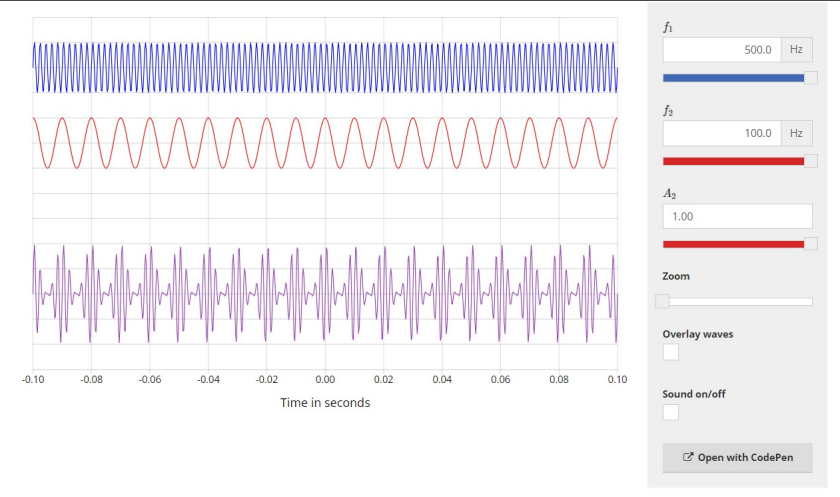 f₁
500.0 Hz
f₂
100.0 Hz
A₂
1.00
Zoom
Overlay waves
Sound on/off
Open with CodePen
-0.10 -0.08 -0.06 -0.04 -0.02 0.00 0.02 0.04 0.06 0.08 0.10
Time in seconds